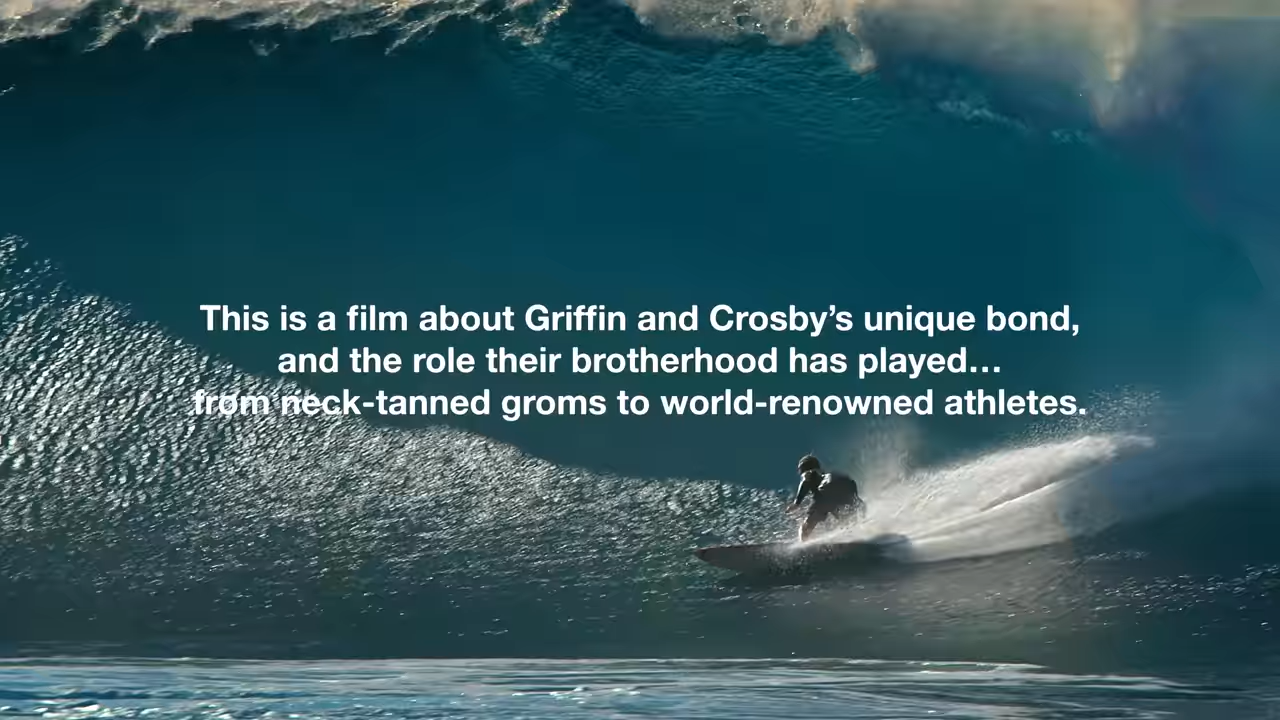 This is a film about Griffin and Crosby’s unique bond,
and the role their brotherhood has played…
from neck-tanned groms to world-renowned athletes.